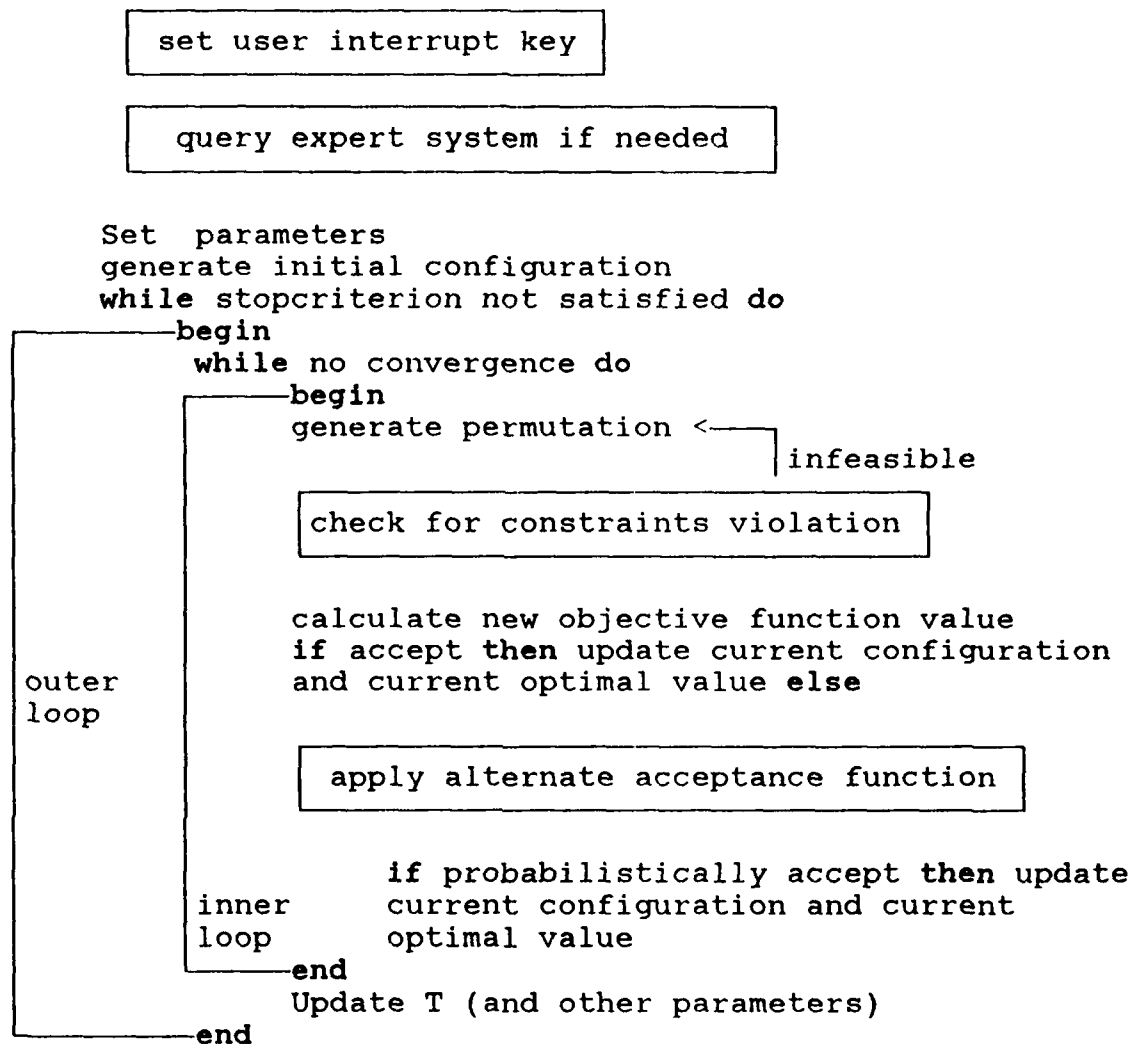 set user interrupt key
query expert system if needed
Set parameters
generate initial configuration
while stopcriterion not satisfied do
begin
while no convergence do
begin
generate permutation <
infeasible
check for constraints violation
calculate new objective function value
if accept then update current configuration
and current optimal value else
outer
loop
apply alternate acceptance function
if probabilistically accept then update
current configuration and current
optimal value
inner
loop
end
Update T (and other parameters)
end